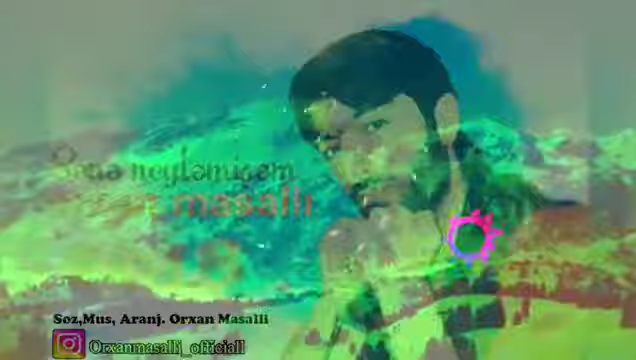 Sənə neyləmişəm
masallı
Soz,Mus, Aranj. Orxan Masalli
Orxanmasalli_officiall